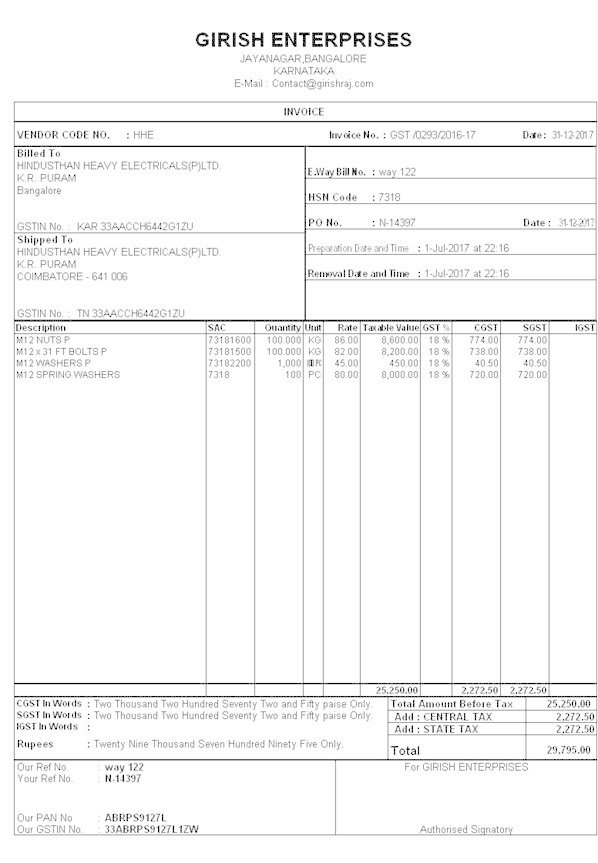 GIRISH ENTERPRISES
JAYANAGAR,BANGALORE
KARNATAKA
E-Mail : Contact@girishraj.com
INVOICE
VENDOR CODE NO. : HHE Invoice No. : GST /0293/2016-17 Date : 31-12-2017
Billed To
HINDUSTHAN HEAVY ELECTRICALS(P)LTD.
K.R. PURAM
Bangalore
GSTIN No. : KAR 33AACCH6442G1ZU
E.Way Bill No. : way 122
HSN Code : 7318
PO No. : N-14397 Date : 31-12-2017
Shipped To
HINDUSTHAN HEAVY ELECTRICALS(P)LTD.
K.R. PURAM
COIMBATORE - 641 006
GSTIN No. : TN 33AACCH6442G1ZU
Preparation Date and Time : 1-Jul-2017 at 22:16
Removal Date and Time : 1-Jul-2017 at 22:16
Description SAC Quantity Unit Rate Taxable Value GST % CGST SGST IGST
M12 NUTS P 73181600 100.000 KG 86.00 8,600.00 18 % 774.00 774.00
M12 x 31 FT BOLTS P 73181500 100.000 KG 82.00 8,200.00 18 % 738.00 738.00
M12 WASHERS P 73182200 1,000 45.00 450.00 18 % 40.50 40.50
M12 SPRING WASHERS 7318 100 PC 80.00 8,000.00 18 % 720.00 720.00
25,250.00 2,272.50 2,272.50
CGST In Words : Two Thousand Two Hundred Seventy Two and Fifty paise Only.
SGST In Words : Two Thousand Two Hundred Seventy Two and Fifty paise Only.
IGST In Words :
Rupees : Twenty Nine Thousand Seven Hundred Ninety Five Only.
Total Amount Before Tax 25,250.00
Add : CENTRAL TAX 2,272.50
Add : STATE TAX 2,272.50
Total 29,795.00
Our Ref No. : way 122
Your Ref No. : N-14397
Our PAN No : ABRPS9127L
Our GSTIN No. : 33ABRPS9127L1ZW
For GIRISH ENTERPRISES
Authorised Signatory